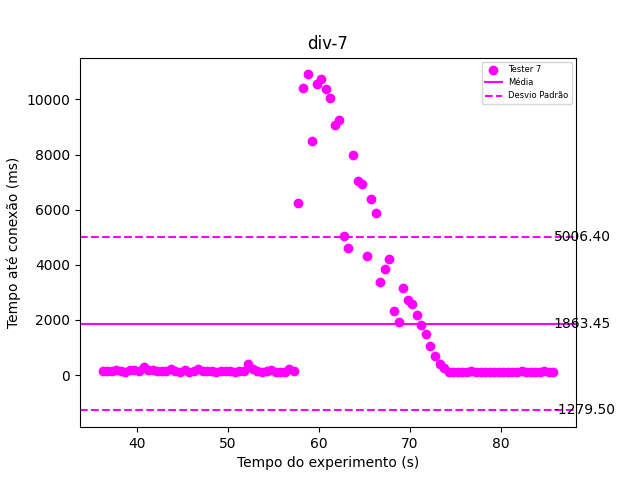 div-7
Tester 7
Média
Desvio Padrão
10000
8000
6000
4000
2000
0
5006.40
1863.45
-1279.50
Tempo até conexão (ms)
40 50 60 70 80
Tempo do experimento (s)